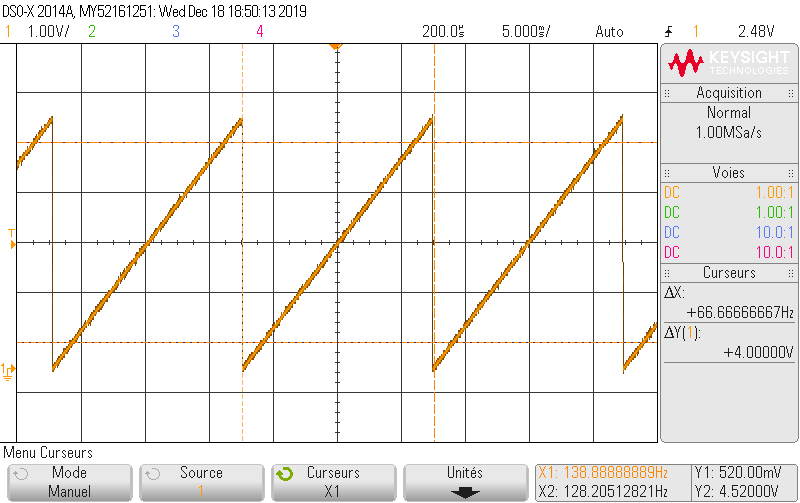 DSO-X 2014A, MY52161251: Wed Dec 18 18:50:13 2019
1 1.00V/ 2 3 4 200.0s 5.000s/ Auto 1 2.48V
KEYSIGHT
TECHNOLOGIES
Acquisition
Normal
1.00MSa/s
Voies
DC 1.00:1
DC 1.00:1
DC 10.0:1
DC 10.0:1
Curseurs
ΔX:
+66.66666667Hz
ΔY(1):
+4.00000V
T
1
Menu Curseurs
Mode
Manuel
Source
1
Curseurs
X1
Unités
X1: 138.88888889Hz
X2: 128.20512821Hz
Y1: 520.00mV
Y2: 4.52000V